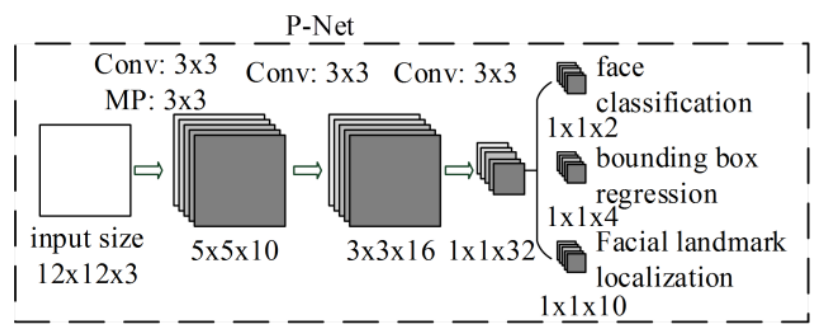 P-Net
Conv: 3x3
MP: 3x3
Conv: 3x3
Conv: 3x3
input size
12x12x3
5x5x10
3x3x16
1x1x32
face
classification
1x1x2
bounding box
regression
1x1x4
Facial landmark
localization
1x1x10